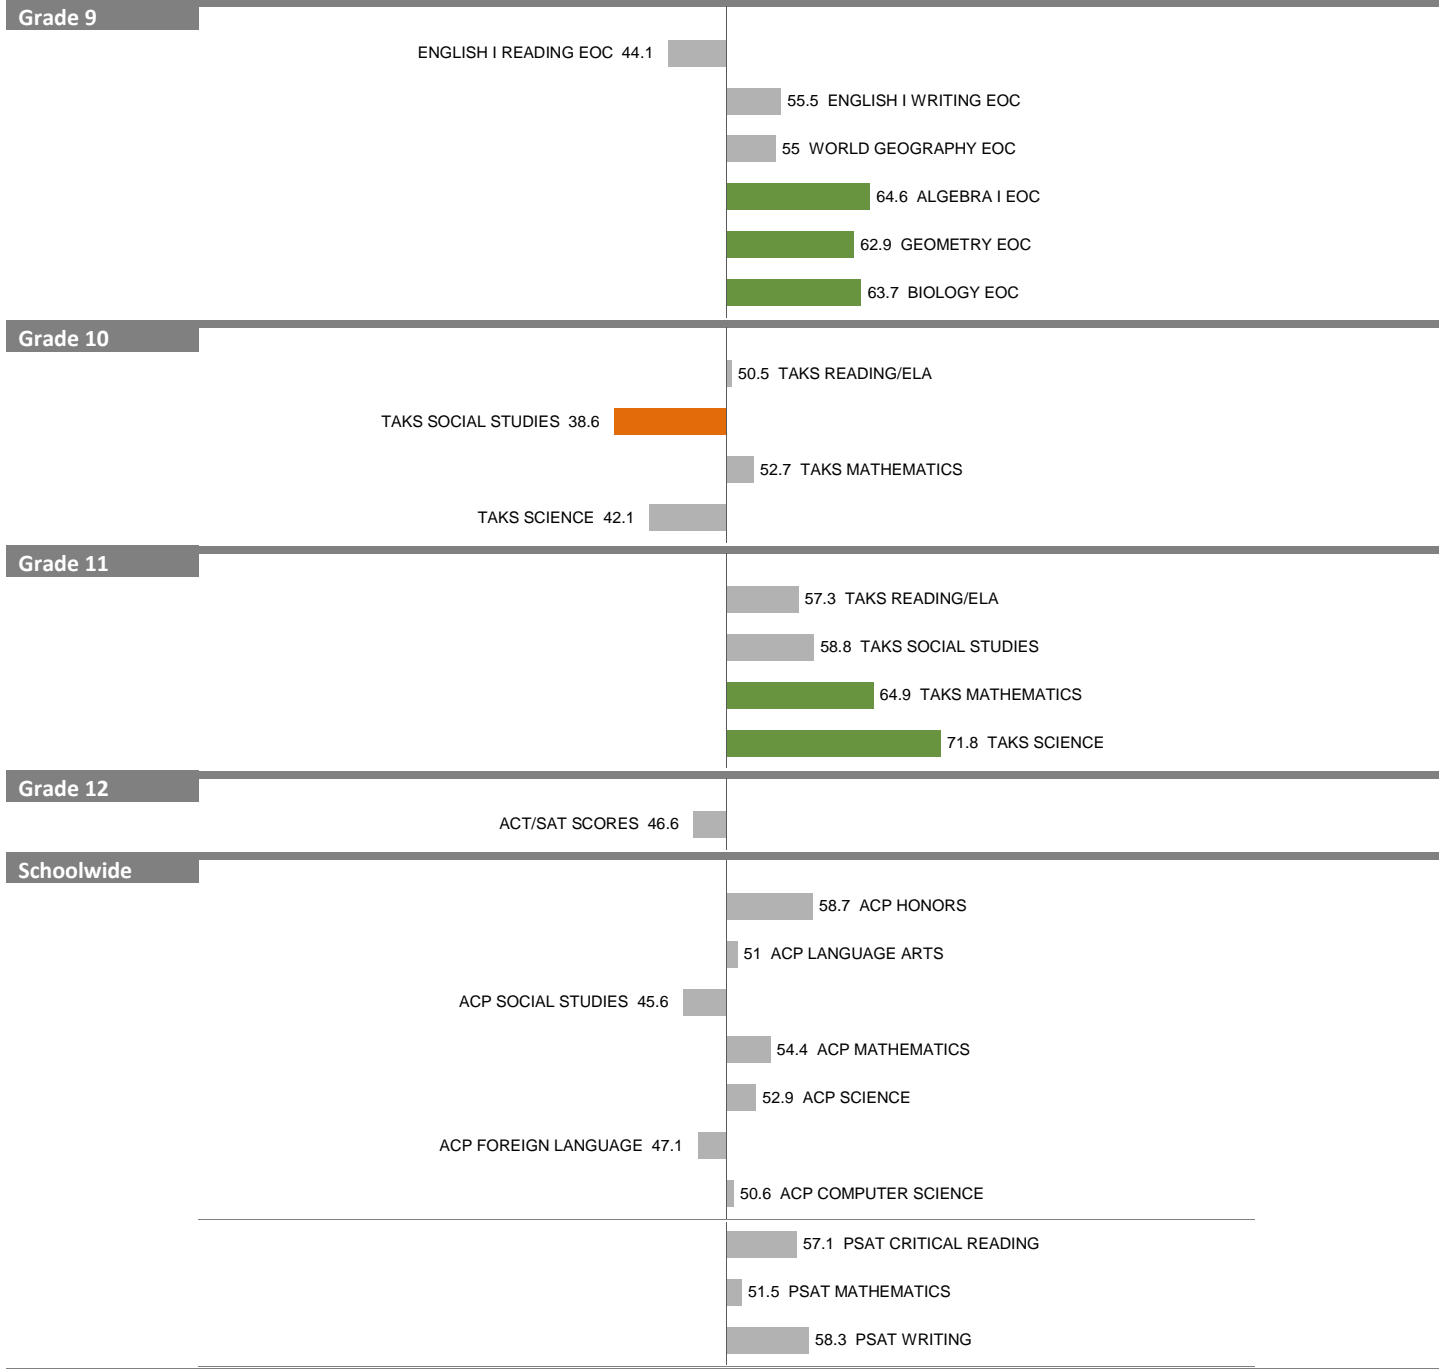 Grade 9
ENGLISH I READING EOC 44.1
55.5 ENGLISH I WRITING EOC
55 WORLD GEOGRAPHY EOC
64.6 ALGEBRA I EOC
62.9 GEOMETRY EOC
63.7 BIOLOGY EOC
Grade 10
50.5 TAKS READING/ELA
TAKS SOCIAL STUDIES 38.6
52.7 TAKS MATHEMATICS
TAKS SCIENCE 42.1
Grade 11
57.3 TAKS READING/ELA
58.8 TAKS SOCIAL STUDIES
64.9 TAKS MATHEMATICS
71.8 TAKS SCIENCE
Grade 12
ACT/SAT SCORES 46.6
Schoolwide
58.7 ACP HONORS
51 ACP LANGUAGE ARTS
ACP SOCIAL STUDIES 45.6
54.4 ACP MATHEMATICS
52.9 ACP SCIENCE
ACP FOREIGN LANGUAGE 47.1
50.6 ACP COMPUTER SCIENCE
57.1 PSAT CRITICAL READING
51.5 PSAT MATHEMATICS
58.3 PSAT WRITING